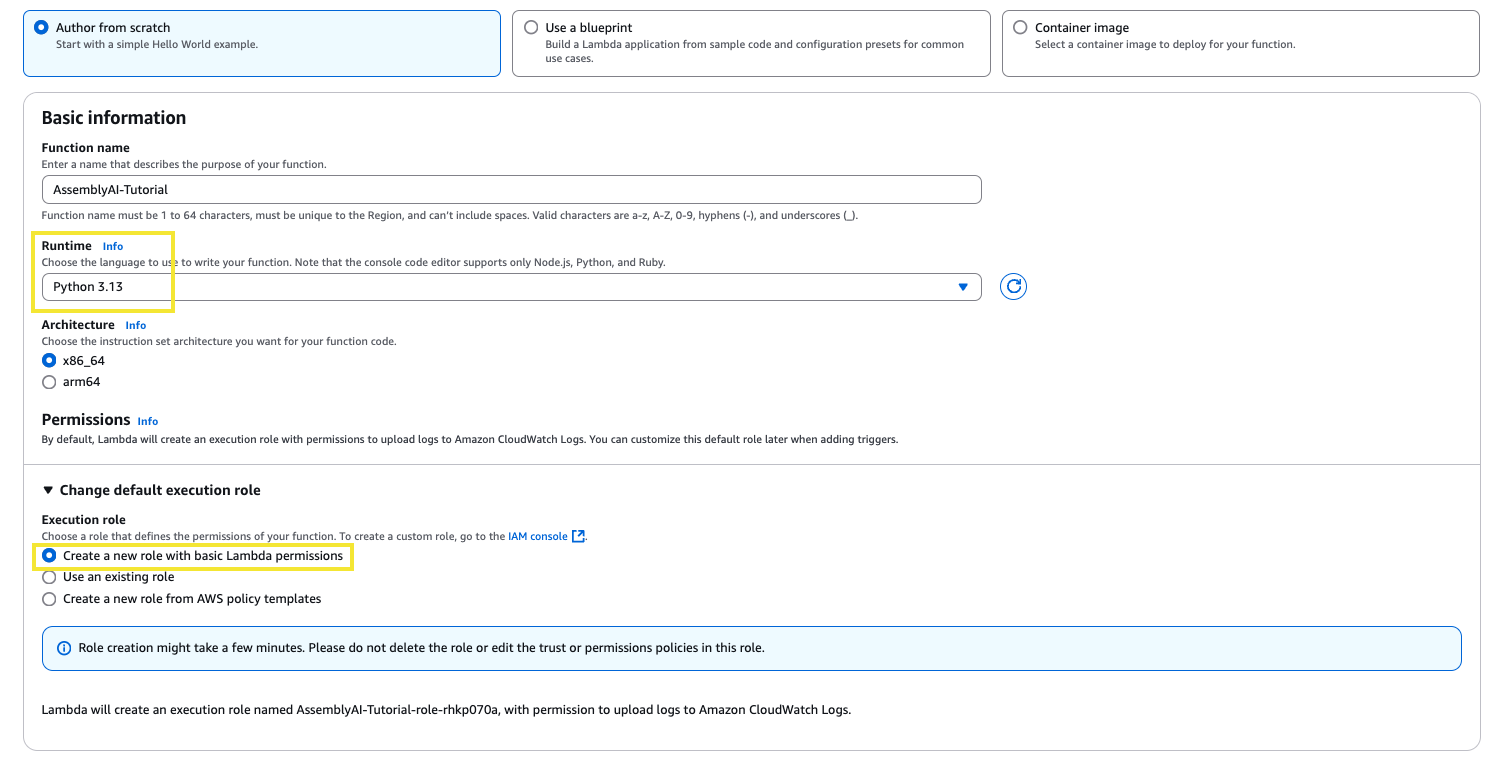 Author from scratch
Start with a simple Hello World example.
Use a blueprint
Build a Lambda application from sample code and configuration presets for common
use cases.
Container image
Select a container image to deploy for your function.
Basic information
Function name
Enter a name that describes the purpose of your function.
AssemblyAI-Tutorial
Function name must be 1 to 64 characters, must be unique to the Region, and can't include spaces. Valid characters are a-z, A-Z, 0-9, hyphens (-), and underscores (_).
Runtime Info
Choose the language to use to write your function. Note that the console code editor supports only Node.js, Python, and Ruby.
Python 3.13
Architecture Info
Choose the instruction set architecture you want for your function code.
x86_64
arm64
Permissions Info
By default, Lambda will create an execution role with permissions to upload logs to Amazon CloudWatch Logs. You can customize this default role later when adding triggers.
Change default execution role
Execution role
Choose a role that defines the permissions of your function. To create a custom role, go to the IAM console.
Create a new role with basic Lambda permissions
Use an existing role
Create a new role from AWS policy templates
Role creation might take a few minutes. Please do not delete the role or edit the trust or permissions policies in this role.
Lambda will create an execution role named AssemblyAI-Tutorial-role-rhkp070a, with permission to upload logs to Amazon CloudWatch Logs.